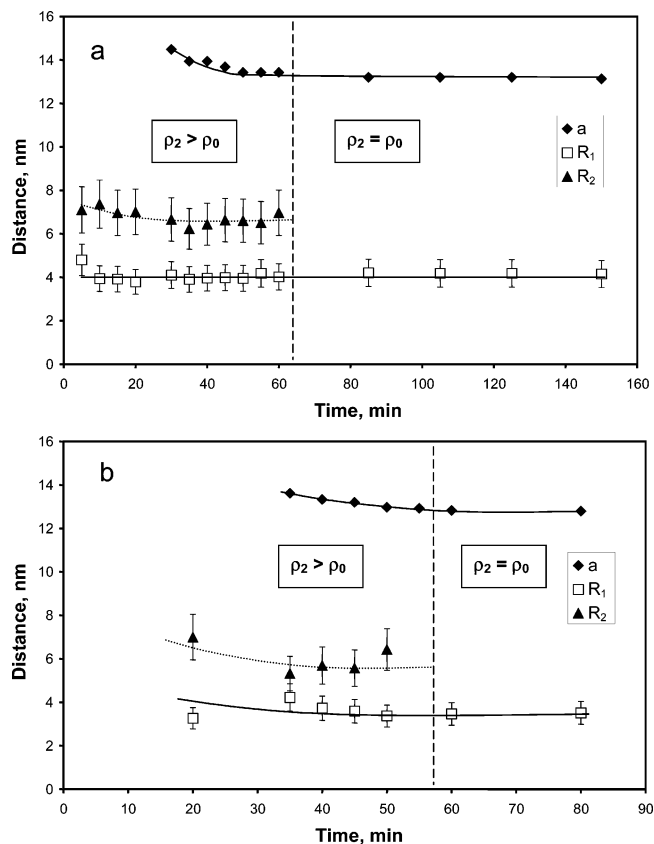 a
16
14
12
10
8
6
4
2
0
Distance, nm
ρ₂ > ρ₀
ρ₂ = ρ₀
a
R₁
R₂
0 20 40 60 80 100 120 140 160
Time, min
b
16
14
12
10
8
6
4
2
0
Distance, nm
ρ₂ > ρ₀
ρ₂ = ρ₀
a
R₁
R₂
0 10 20 30 40 50 60 70 80 90
Time, min